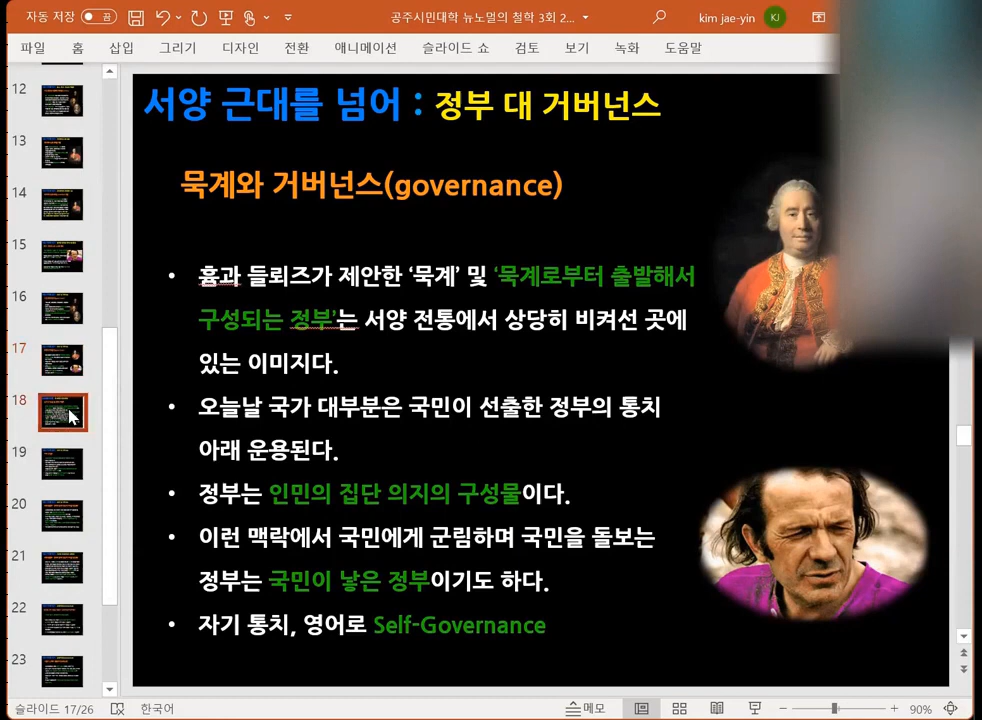 자동 저장 끔 공주시민대학 뉴노멀의 철학 3회 2... kim jae-yin KJ
파일 홈 삽입 그리기 디자인 전환 애니메이션 슬라이드 쇼 검토 보기 녹화 도움말
12
13
14
15
16
17
18
19
20
21
22
23
서양 근대를 넘어 : 정부 대 거버넌스
묵계와 거버넌스(governance)
• 흄과 들뢰즈가 제안한 ‘묵계’ 및 ‘묵계로부터 출발해서
구성되는 정부’는 서양 전통에서 상당히 비켜선 곳에
있는 이미지다.
• 오늘날 국가 대부분은 국민이 선출한 정부의 통치
아래 운용된다.
• 정부는 인민의 집단 의지의 구성물이다.
• 이런 맥락에서 국민에게 군림하며 국민을 돌보는
정부는 국민이 낳은 정부이기도 하다.
• 자기 통치, 영어로 Self-Governance
슬라이드 17/26 한국어 메모 90%